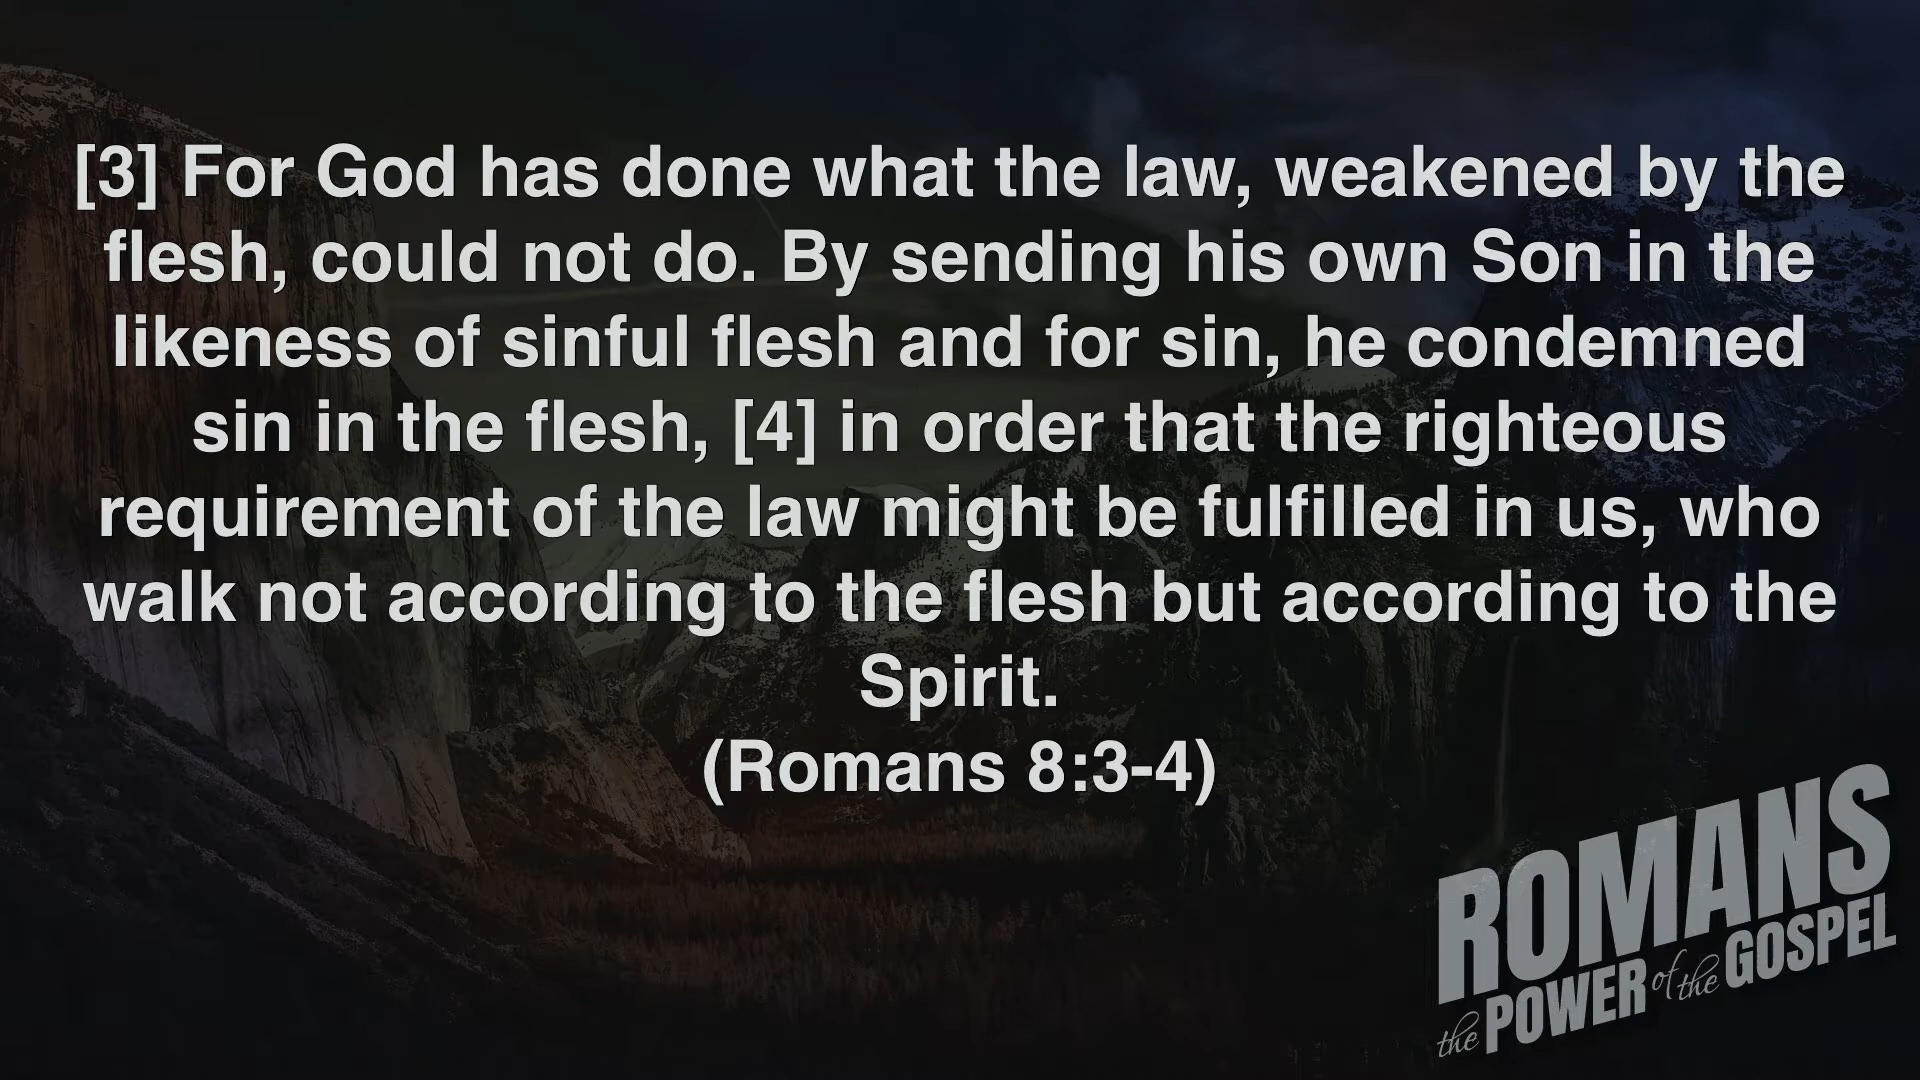 [3] For God has done what the law, weakened by the
flesh, could not do. By sending his own Son in the
likeness of sinful flesh and for sin, he condemned
sin in the flesh, [4] in order that the righteous
requirement of the law might be fulfilled in us, who
walk not according to the flesh but according to the
Spirit.
(Romans 8:3-4)
ROMANS
the POWER of the GOSPEL